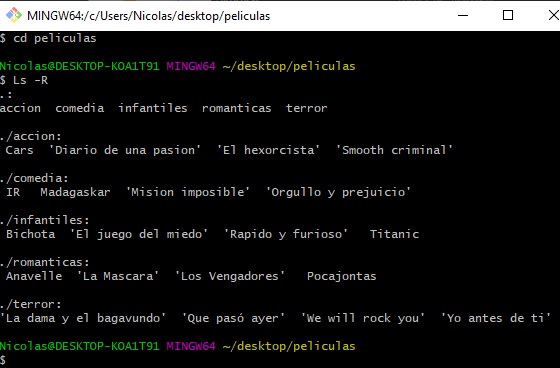 MINGW64:/c/Users/Nicolas/desktop/peliculas
$ cd peliculas
Nicolas@DESKTOP-KOA1T91 MINGW64 ~/desktop/peliculas
$ Ls -R
.:
accion  comedia  infantiles  romanticas  terror
./accion:
 Cars  'Diario de una pasion'  'El hexorcista'  'Smooth criminal'
./comedia:
 IR   Madagaskar  'Mision imposible'  'Orgullo y prejuicio'
./infantiles:
 Bichota  'El juego del miedo'  'Rapido y furioso'   Titanic
./romanticas:
 Anavelle  'La Mascara'  'Los Vengadores'   Pocajontas
./terror:
'La dama y el bagavundo'  'Que pasó ayer'  'We will rock you'  'Yo antes de ti'
Nicolas@DESKTOP-KOA1T91 MINGW64 ~/desktop/peliculas
$